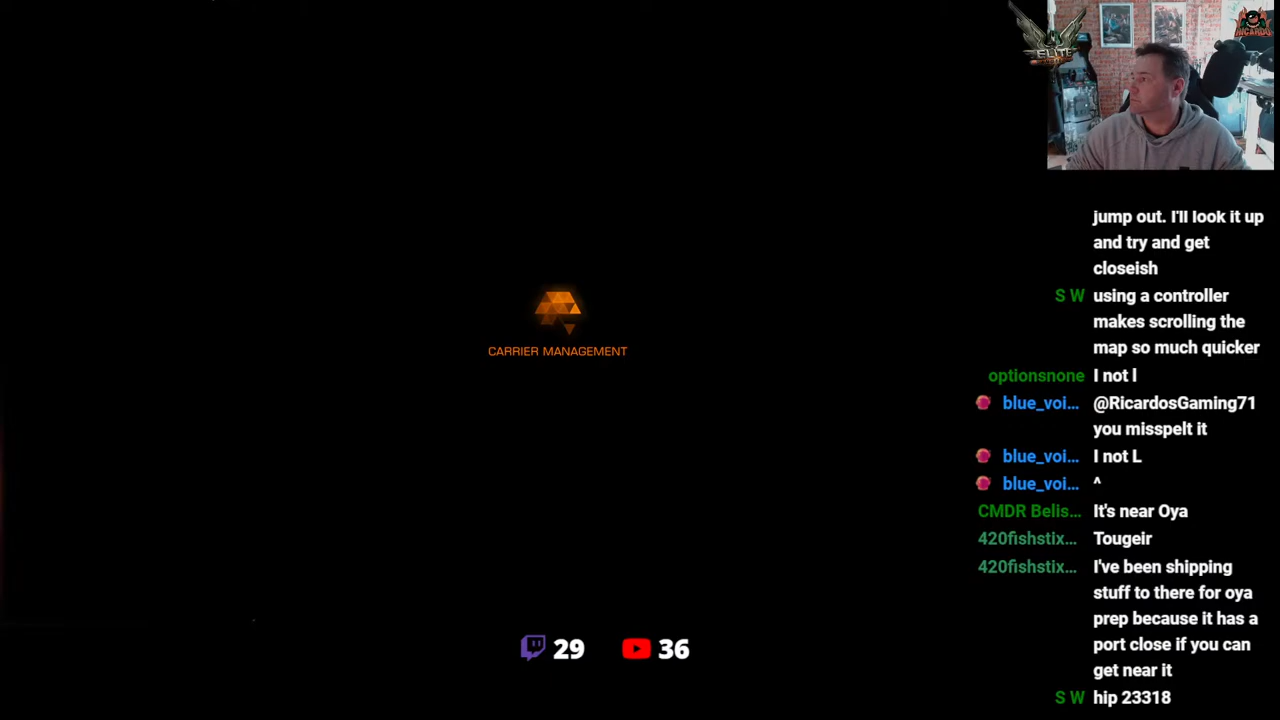 ELITE
RICARDO
jump out. I'll look it up
and try and get
closeish
S W using a controller
makes scrolling the
map so much quicker
optionsnone I not l
blue_voi... @RicardosGaming71
you misspelt it
blue_voi... I not L
blue_voi... ^
CMDR Belis... It's near Oya
420fishstix... Tougeir
420fishstix... I've been shipping
stuff to there for oya
prep because it has a
port close if you can
get near it
S W hip 23318
CARRIER MANAGEMENT
29 36